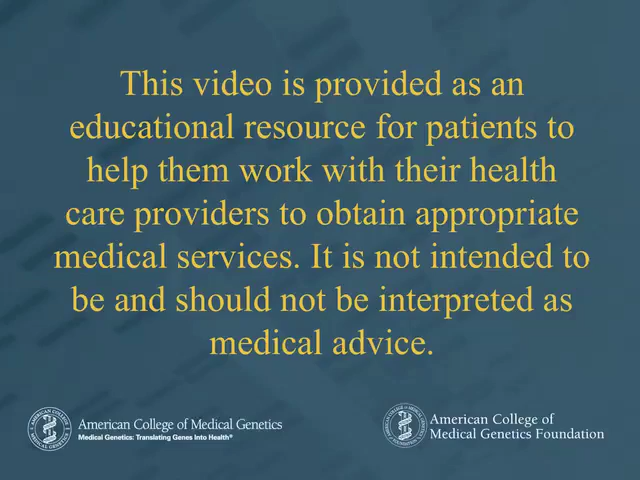 This video is provided as an
educational resource for patients to
help them work with their health
care providers to obtain appropriate
medical services. It is not intended to
be and should not be interpreted as
medical advice.
American College of Medical Genetics
Medical Genetics: Translating Genes Into Health®
American College of
Medical Genetics Foundation